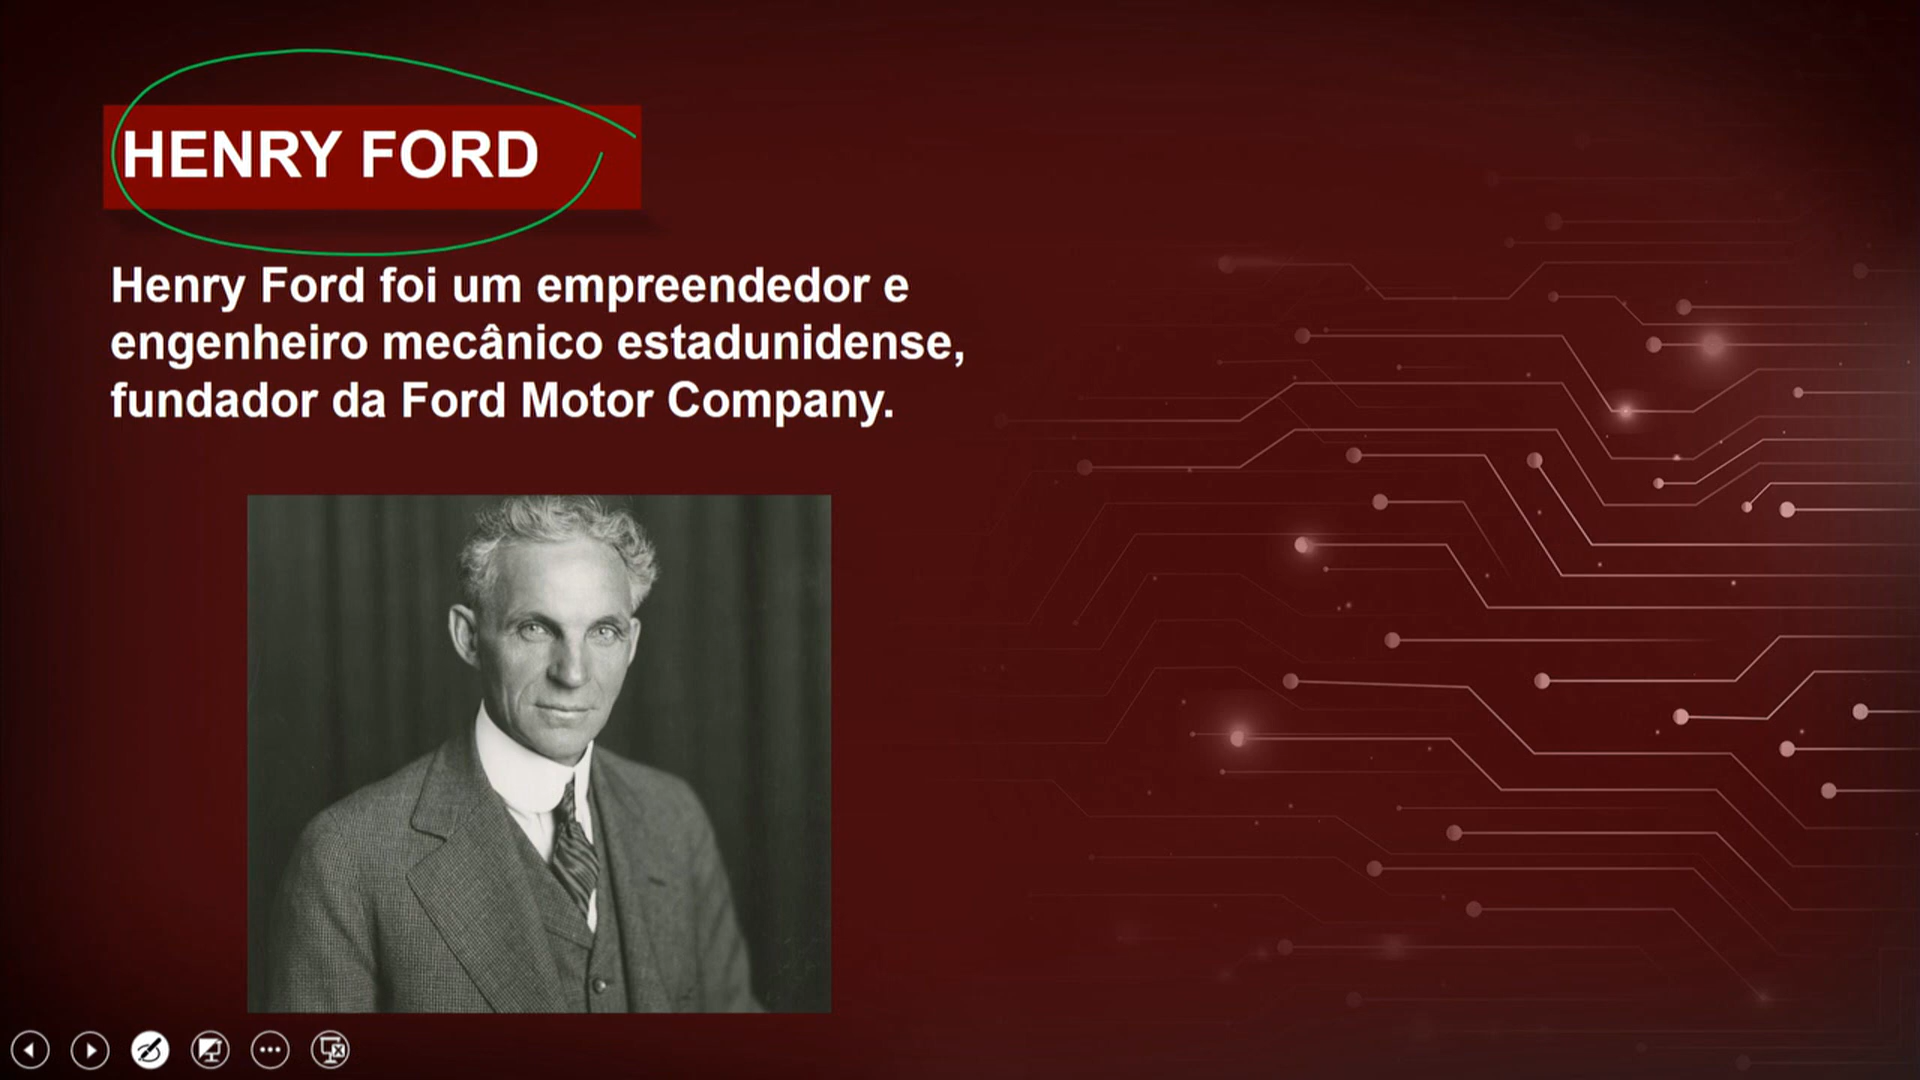 HENRY FORD
Henry Ford foi um empreendedor e
engenheiro mecânico estadunidense,
fundador da Ford Motor Company.